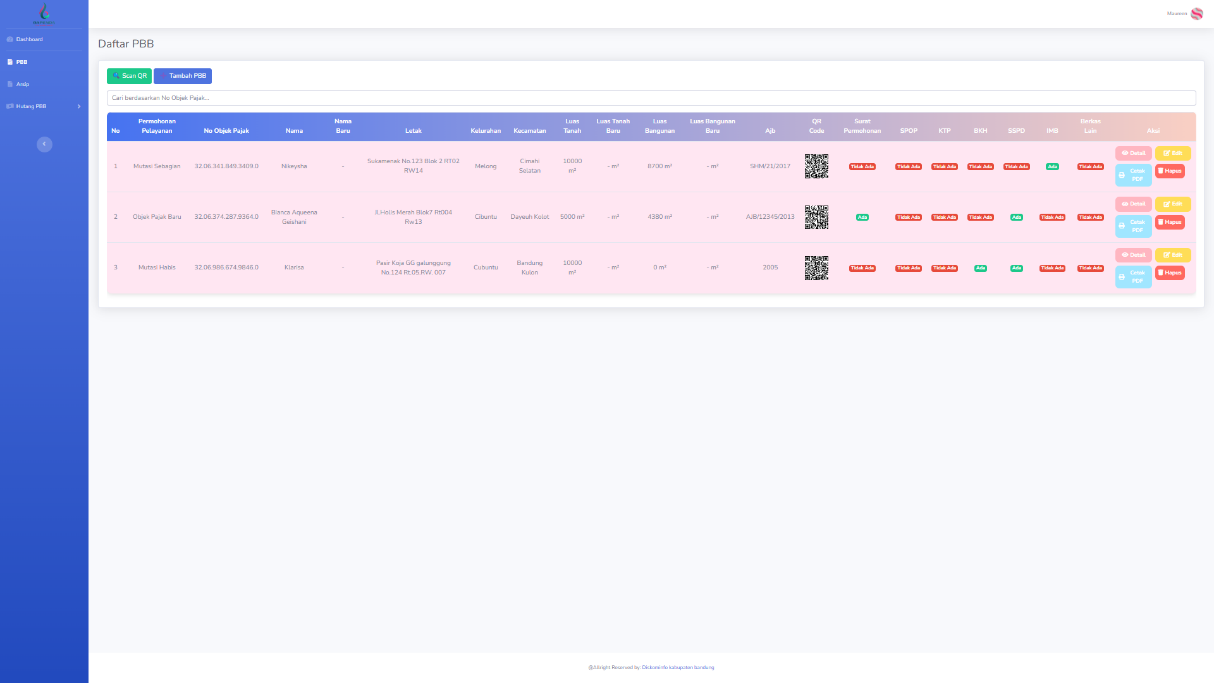 Dashboard
PBB
Arsip
Hutang PBB
Daftar PBB
Scan QR
Tambah PBB
Cari berdasarkan No Objek Pajak...
No
Permohonan Pelayanan
No Objek Pajak
Nama
Nama Baru
Letak
Kelurahan
Kecamatan
Luas Tanah
Luas Tanah Baru
Luas Bangunan
Luas Bangunan Baru
Ajb
QR Code
Surat Permohonan
SPOP
KTP
BKH
SSPD
IMB
Berkas Lain
Aksi
1
Mutasi Sebagian
32.06.341.849.3409.0
Nikeysha
-
Sukamenak No.123 Blok 2 RT02 RW14
Melong
Cimahi Selatan
10000 m²
- m²
8700 m²
- m²
SHM/21/2017
Tidak Ada
Tidak Ada
Tidak Ada
Tidak Ada
Tidak Ada
Ada
Tidak Ada
Detail
Edit
Cetak PDF
Hapus
2
Objek Pajak Baru
32.06.374.287.9364.0
Bianca Aqueena Geishani
-
Jl.Holis Merah Blok7 Rt004 Rw13
Cibuntu
Dayeuh Kolot
5000 m²
- m²
4380 m²
- m²
AJB/12345/2013
Ada
Tidak Ada
Tidak Ada
Tidak Ada
Ada
Tidak Ada
Tidak Ada
Detail
Edit
Cetak PDF
Hapus
3
Mutasi Habis
32.06.986.674.9846.0
Klarisa
-
Pasir Koja GG galunggung No,124 Rt.05,RW. 007
Cubuntu
Bandung Kulon
10000 m²
- m²
0 m²
- m²
2005
Tidak Ada
Tidak Ada
Tidak Ada
Ada
Ada
Tidak Ada
Tidak Ada
Detail
Edit
Cetak PDF
Hapus
@Allright Reserved by: Diskominfo kabupaten bandung